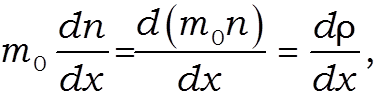 m₀ dn/dx = d(m₀n)/dx = dρ/dx,